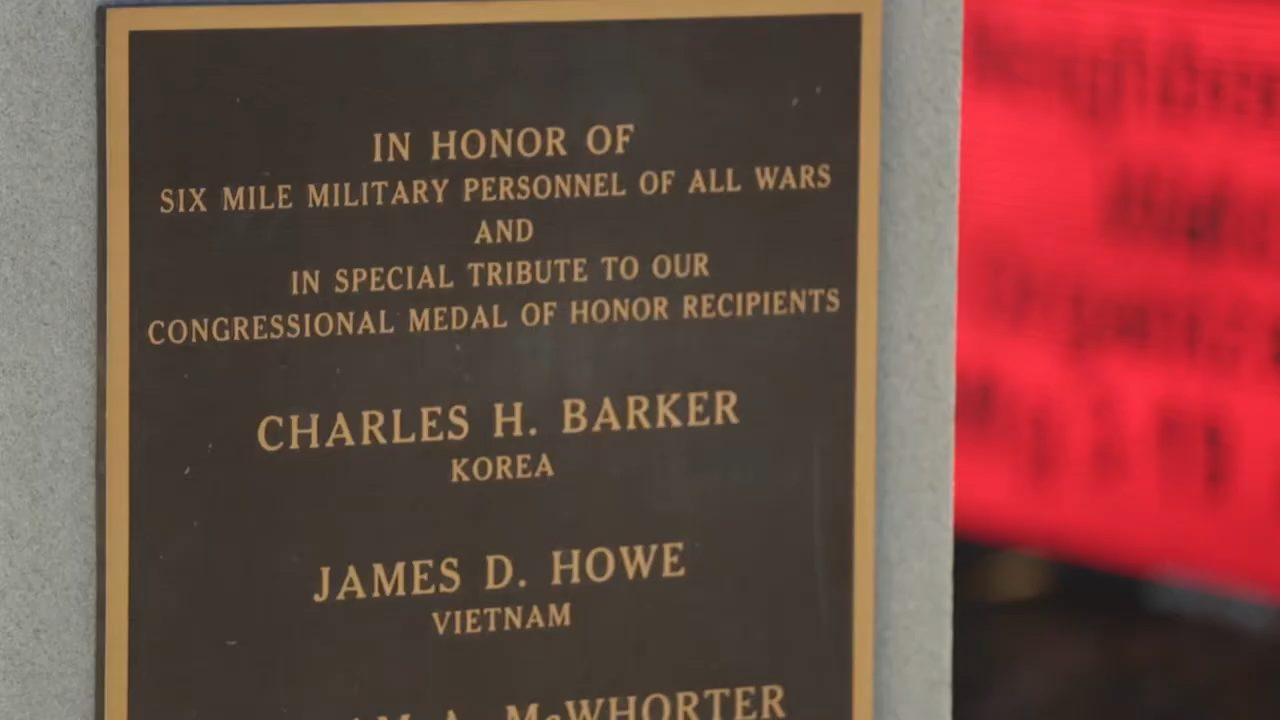 IN HONOR OF
SIX MILE MILITARY PERSONNEL OF ALL WARS
AND
IN SPECIAL TRIBUTE TO OUR
CONGRESSIONAL MEDAL OF HONOR RECIPIENTS
CHARLES H. BARKER
KOREA
JAMES D. HOWE
VIETNAM
A. McWHORTER